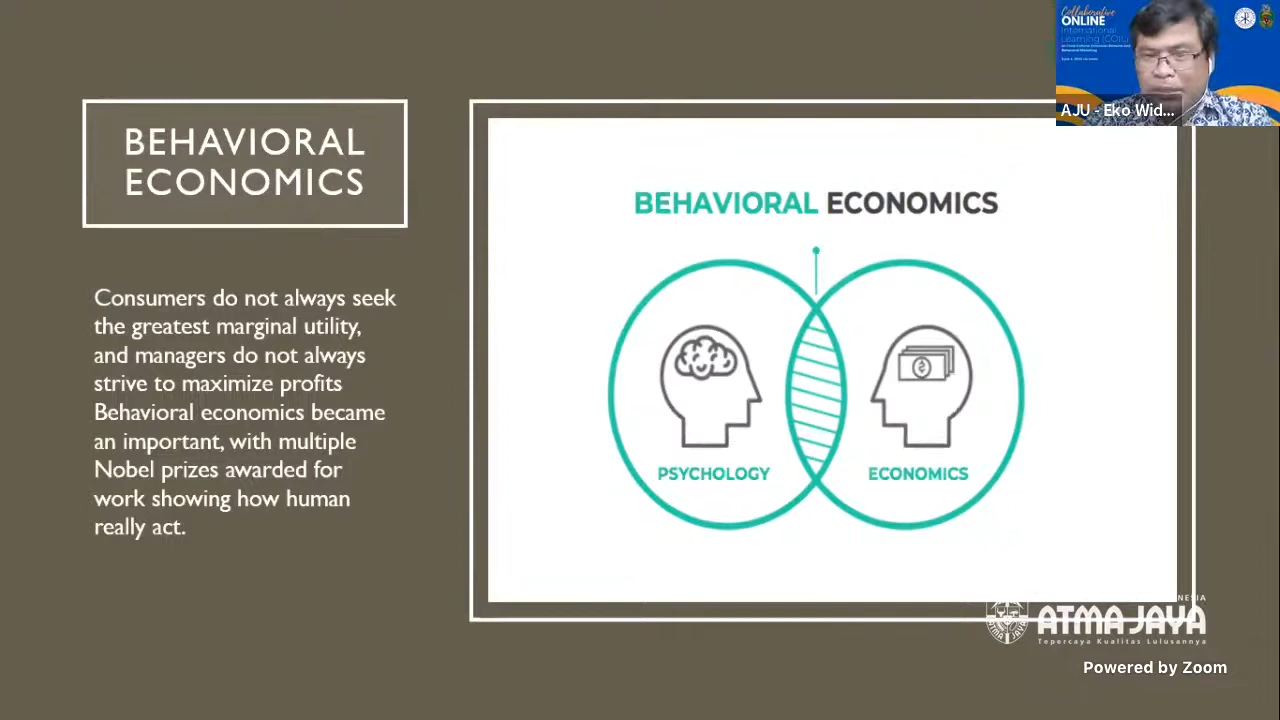 BEHAVIORAL
ECONOMICS
Consumers do not always seek
the greatest marginal utility,
and managers do not always
strive to maximize profits
Behavioral economics became
an important, with multiple
Nobel prizes awarded for
work showing how human
really act.
BEHAVIORAL ECONOMICS
PSYCHOLOGY
ECONOMICS
Collaborative
ONLINE
International
Learning (COIL)
AJU - Eko Wid...
NESIA
ATMA JAYA
Tepercaya Kualitas Lulusannya
Powered by Zoom